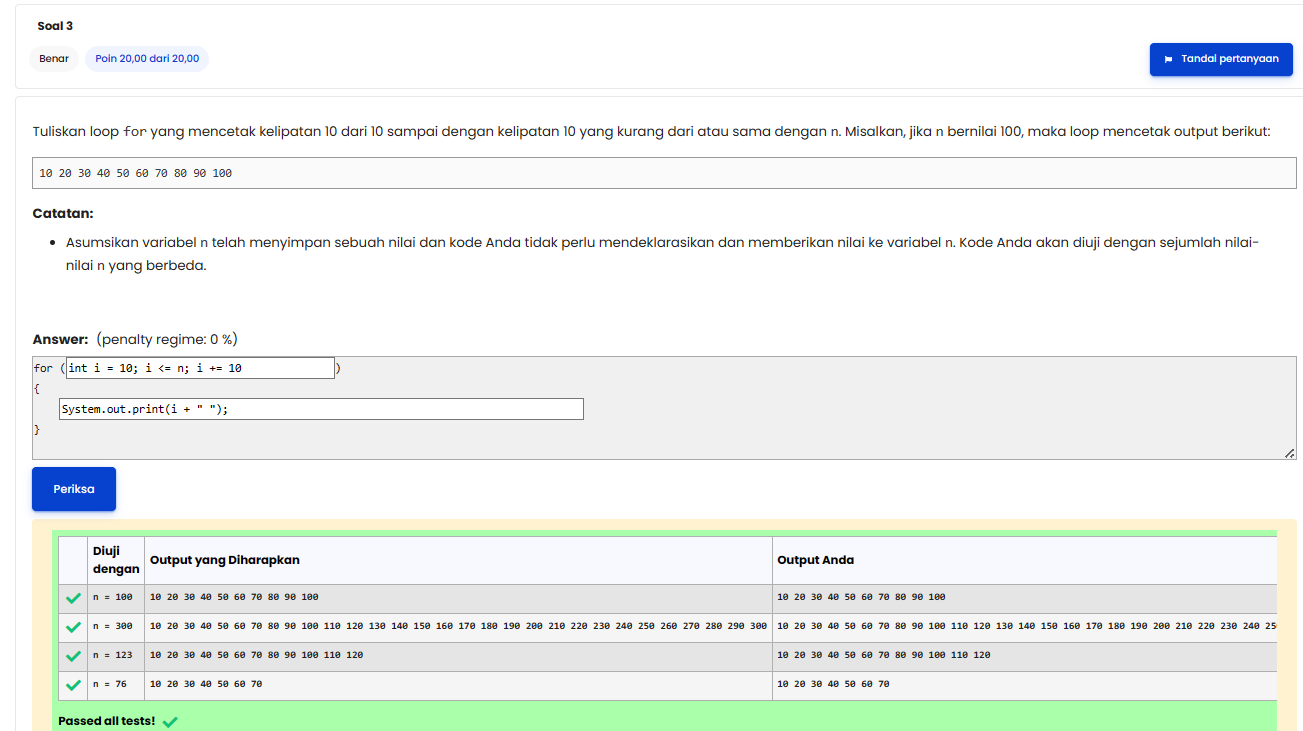 Soal 3
Benar Poin 20,00 dari 20,00
Tandai pertanyaan
Tuliskan loop for yang mencetak kelipatan 10 dari 10 sampai dengan kelipatan 10 yang kurang dari atau sama dengan n. Misalkan, jika n bernilai 100, maka loop mencetak output berikut:
10 20 30 40 50 60 70 80 90 100
Catatan:
• Asumsikan variabel n telah menyimpan sebuah nilai dan kode Anda tidak perlu mendeklarasikan dan memberikan nilai ke variabel n. Kode Anda akan diuji dengan sejumlah nilai-
nilai n yang berbeda.
Answer: (penalty regime: 0 %)
for (int i = 10; i <= n; i += 10)
{
System.out.print(i + " ");
}
Periksa
Diuji dengan Output yang Diharapkan Output Anda
n = 100 10 20 30 40 50 60 70 80 90 100 10 20 30 40 50 60 70 80 90 100
n = 300 10 20 30 40 50 60 70 80 90 100 110 120 130 140 150 160 170 180 190 200 210 220 230 240 250 260 270 280 290 300 10 20 30 40 50 60 70 80 90 100 110 120 130 140 150 160 170 180 190 200 210 220 230 240
n = 123 10 20 30 40 50 60 70 80 90 100 110 120 10 20 30 40 50 60 70 80 90 100 110 120
n = 76 10 20 30 40 50 60 70 10 20 30 40 50 60 70
Passed all tests!